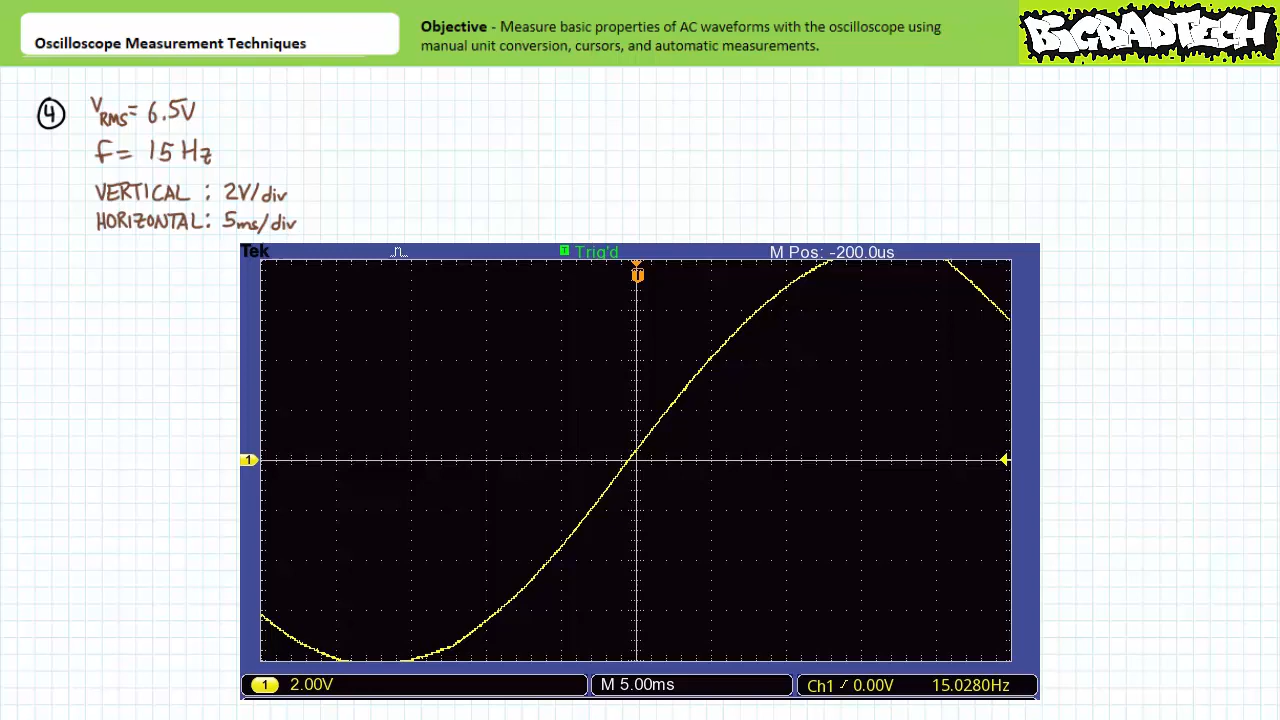 Oscilloscope Measurement Techniques
Objective - Measure basic properties of AC waveforms with the oscilloscope using
manual unit conversion, cursors, and automatic measurements.
BIGBADTECH
4 VRMS= 6.5V
f= 15 Hz
VERTICAL : 2V/div
HORIZONTAL: 5ms/div
Tek T Trig'd M Pos: -200.0us
T
1
1 2.00V M 5.00ms Ch1 0.00V 15.0280Hz